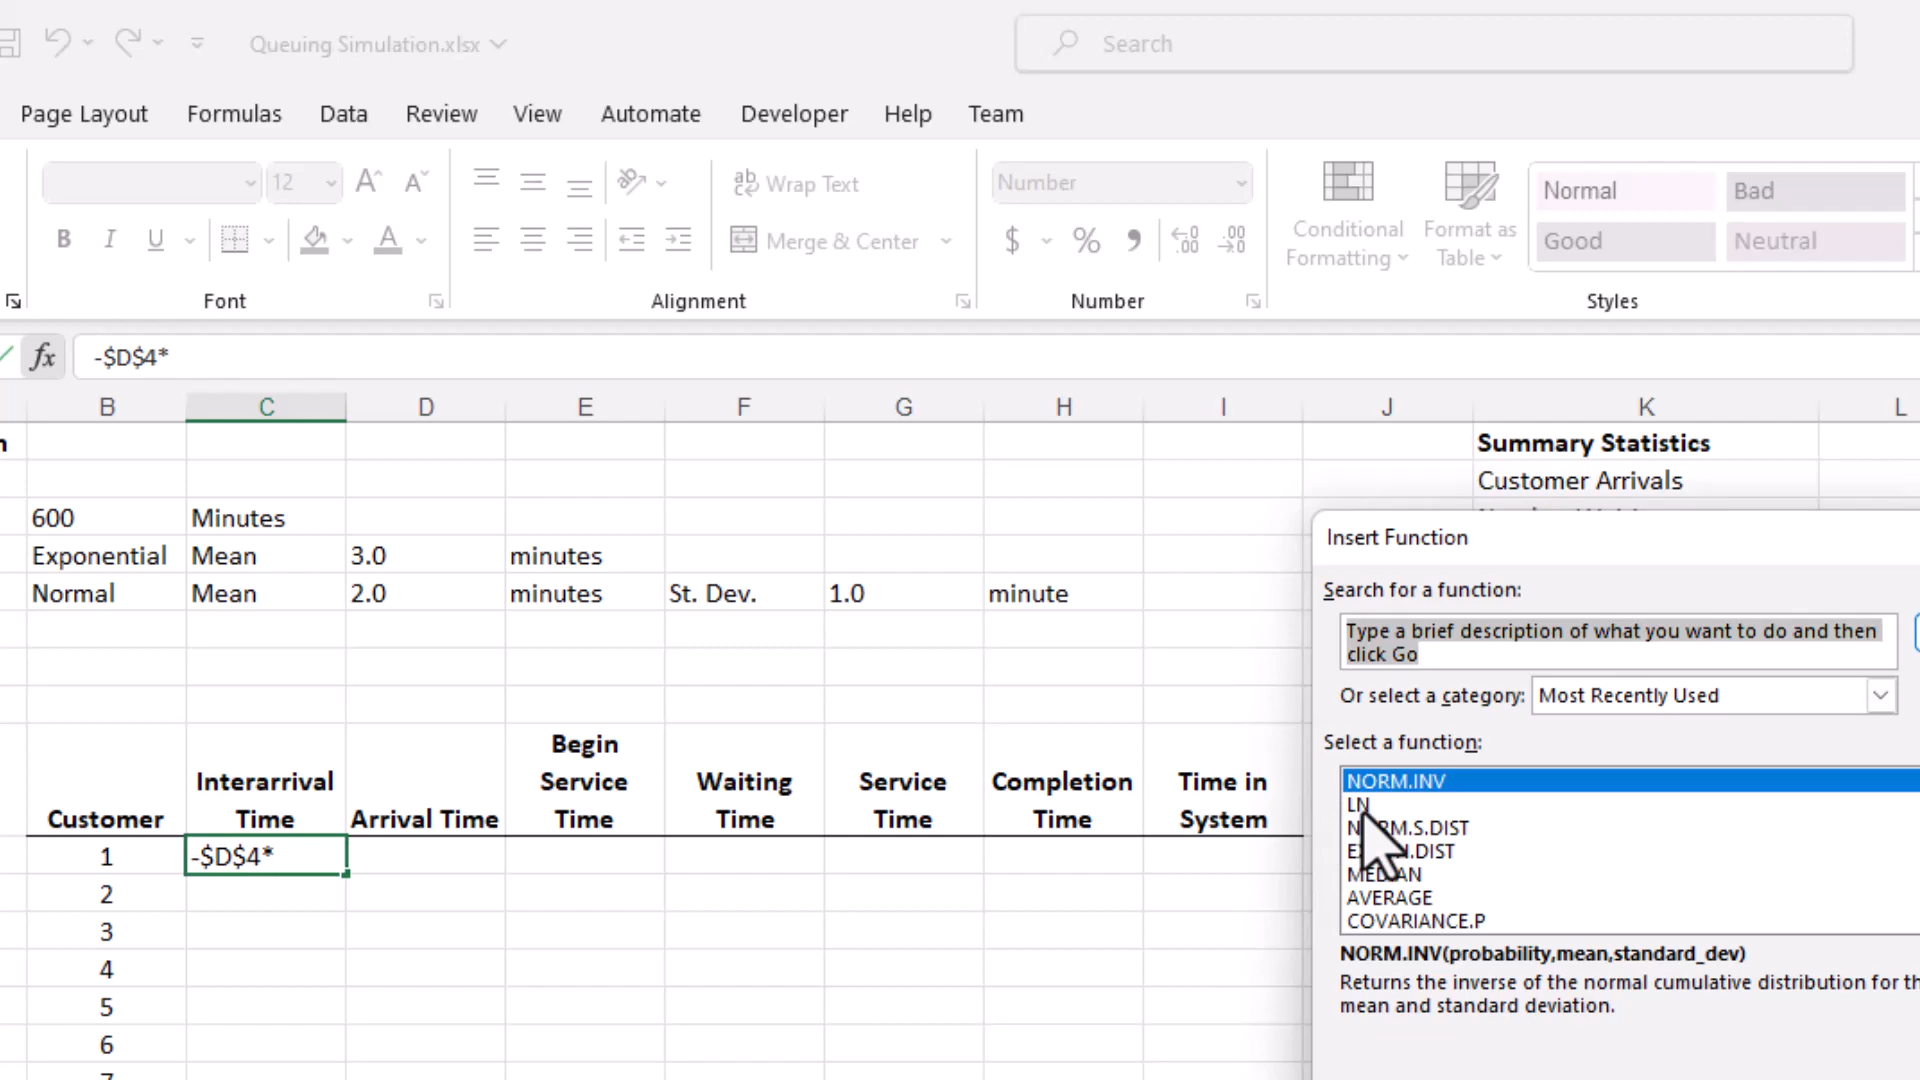 Queuing Simulation.xlsx
Search
Page Layout Formulas Data Review View Automate Developer Help Team
12
Wrap Text
Number
Normal
Bad
B I U
Merge & Center
$ % ,
Conditional Formatting
Format as Table
Good
Neutral
Font
Alignment
Number
Styles
fx -$D$4*
B C D E F G H I J K L
Summary Statistics
Customer Arrivals
600 Minutes
Exponential Mean 3.0 minutes
Normal Mean 2.0 minutes St. Dev. 1.0 minute
Customer
Interarrival Time
Arrival Time
Begin Service Time
Waiting Time
Service Time
Completion Time
Time in System
1 -$D$4*
2
3
4
5
6
Insert Function
Search for a function:
Type a brief description of what you want to do and then
click Go
Or select a category: Most Recently Used
Select a function:
NORM.INV
LN
NORM.S.DIST
MEDIAN
AVERAGE
COVARIANCE.P
NORM.INV(probability,mean,standard_dev)
Returns the inverse of the normal cumulative distribution for
mean and standard deviation.